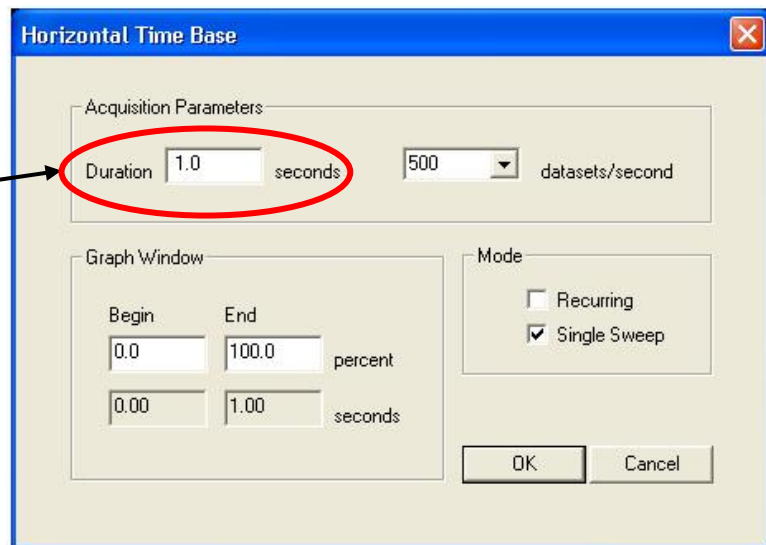 Horizontal Time Base
Acquisition Parameters
Duration 1.0 seconds 500 datasets/second
Graph Window
Begin End
0.0 100.0 percent
0.00 1.00 seconds
Mode
Recurring
Single Sweep
OK Cancel